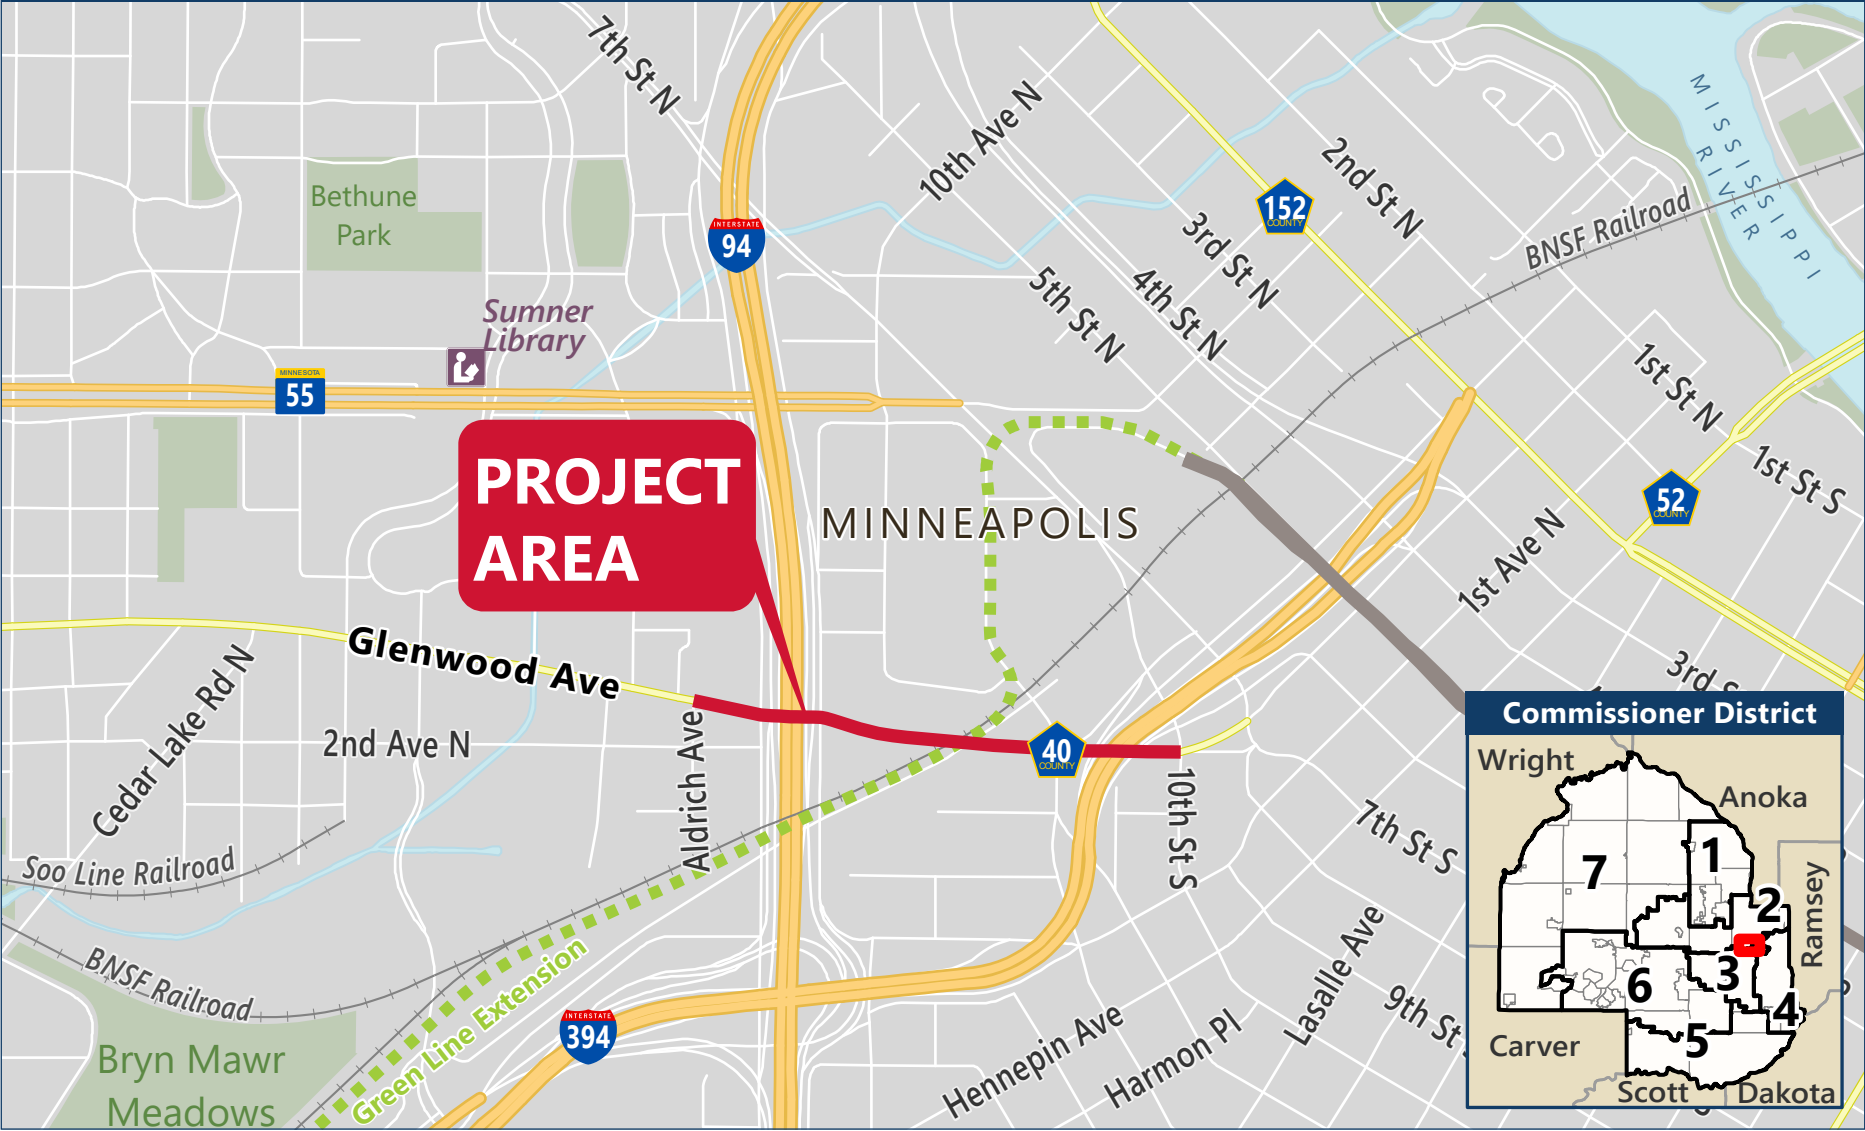 7th St N
10th Ave N
2nd St N
MISSISSIPPI
RIVER
152
COUNTY
BNSF Railroad
Bethune
Park
INTERSTATE
94
3rd St N
4th St N
5th St N
Sumner
Library
MINNESOTA
55
1st St N
1st St S
52
COUNTY
PROJECT
AREA
MINNEAPOLIS
1st Ave N
Glenwood Ave
Cedar Lake Rd N
2nd Ave N
Aldrich Ave
40
COUNTY
10th St S
3rd S
7th St S
Soo Line Railroad
BNSF Railroad
Green Line Extension
Bryn Mawr
Meadows
INTERSTATE
394
Lasalle Ave
9th St
Hennepin Ave
Harmon Pl
Commissioner District
Wright
Anoka
1
7
2
Ramsey
3
6
4
5
Carver
Scott
Dakota